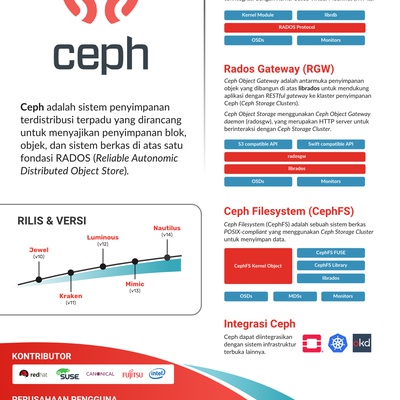 ceph
Ceph adalah sistem penyimpanan
terdistribusi terpadu yang dirancang
untuk menyajikan penyimpanan blok,
objek, dan sistem berkas di atas satu
fondasi RADOS (Reliable Autonomic
Distributed Object Store).
RILIS & VERSI
Jewel
(v10)
Kraken
(v11)
Luminous
(v12)
Mimic
(v13)
Nautilus
(v14)
KONTRIBUTOR
redhat
SUSE
CANONICAL
FUJITSU
intel
PERUSAHAAN PENGGUNA
Kernel Module
librdb
RADOS Protocol
OSDs
Monitors
Rados Gateway (RGW)
Ceph Object Gateway adalah antarmuka penyimpanan
objek yang dibangun di atas librados untuk mendukung
aplikasi dengan RESTful gateway ke klaster penyimpanan
Ceph (Ceph Storage Clusters).
Ceph Object Storage menggunakan Ceph Object Gateway
daemon (radosgw), yang merupakan HTTP server untuk
berinteraksi dengan Ceph Storage Cluster.
S3 compatible API
Swift compatible API
radosgw
librados
OSDs
Monitors
Ceph Filesystem (CephFS)
Ceph Filesystem (CephFS) adalah sebuah sistem berkas
POSIX-compliant yang menggunakan Ceph Storage Cluster
untuk menyimpan data.
CephFS Kernel Object
CephFS FUSE
CephFS Library
librados
OSDs
MDSs
Monitors
Integrasi Ceph
Ceph dapat diintegrasikan
dengan sistem infrastruktur
terbuka lainnya.
okd